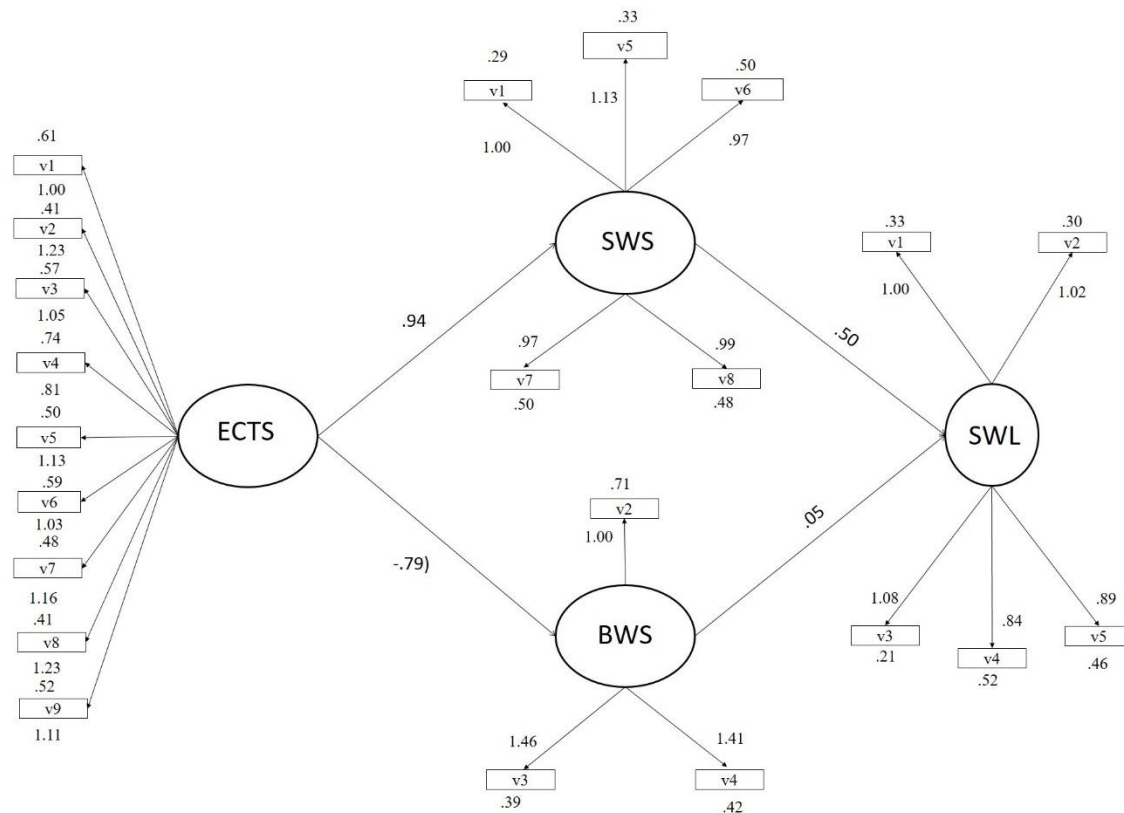 .61
v1
1.00
.41
v2
1.23
.57
v3
1.05
.74
v4
.81
.50
v5
1.13
.59
v6
1.03
.48
v7
1.16
.41
v8
1.23
.52
v9
1.11
ECTS
.94
-.79)
.29
v1
1.00
.33
v5
1.13
.50
v6
.97
SWS
.97
v7
.50
.99
v8
.48
.50
.71
v2
1.00
BWS
.05
1.46
v3
.39
1.41
v4
.42
.33
v1
1.00
.30
v2
1.02
SWL
1.08
v3
.21
.84
v4
.52
.89
v5
.46